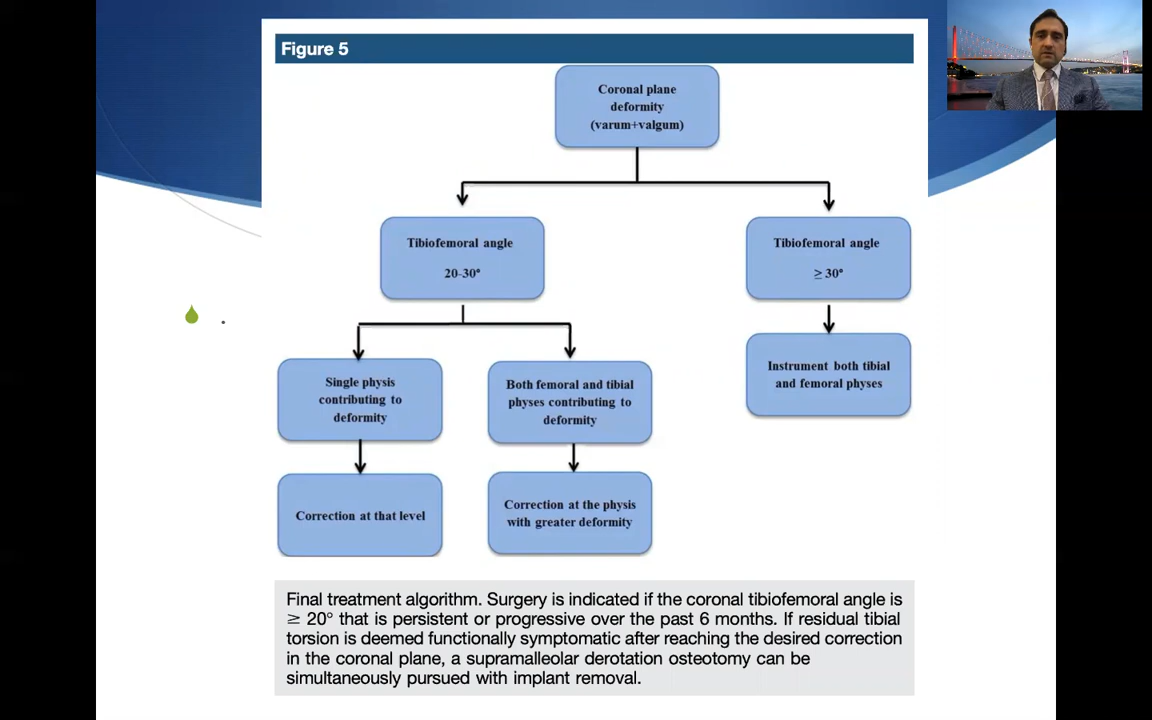 Figure 5
Coronal plane
deformity
(varum+valgum)
Tibiofemoral angle
20-30°
Tibiofemoral angle
≥ 30°
Single physis
contributing to
deformity
Both femoral and tibial
physes contributing to
deformity
Instrument both tibial
and femoral physes
Correction at that level
Correction at the physis
with greater deformity
.
Final treatment algorithm. Surgery is indicated if the coronal tibiofemoral angle is
≥ 20° that is persistent or progressive over the past 6 months. If residual tibial
torsion is deemed functionally symptomatic after reaching the desired correction
in the coronal plane, a supramalleolar derotation osteotomy can be
simultaneously pursued with implant removal.